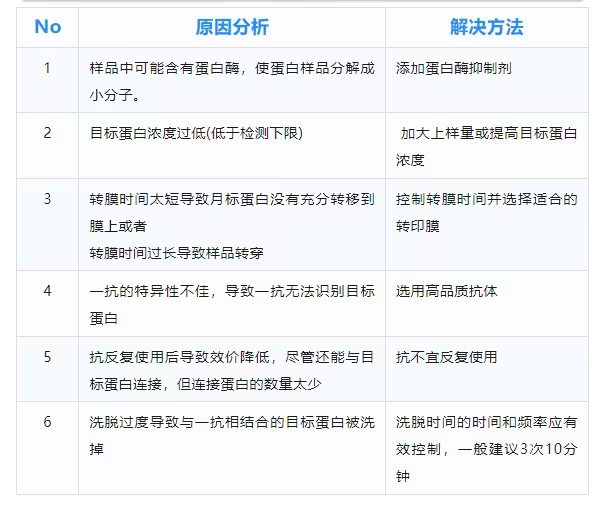 No 原因分析 解决方法
1 样品中可能含有蛋白酶，使蛋白样品分解成 添加蛋白酶抑制剂
小分子。
2 目标蛋白浓度过低(低于检测下限) 加大上样量或提高目标蛋白
浓度
3 转膜时间太短导致月标蛋白没有充分转移到 控制转膜时间并选择适合的
膜上或者 转印膜
转膜时间过长导致样品转穿
4 一抗的特异性不佳，导致一抗无法识别目标 选用高品质抗体
蛋白
5 抗反复使用后导致效价降低，尽管还能与目 抗不宜反复使用
标蛋白连接，但连接蛋白的数量太少
6 洗脱过度导致与一抗相结合的目标蛋白被洗 洗脱时间的时间和频率应有
掉 效控制，一般建议3次10分
钟